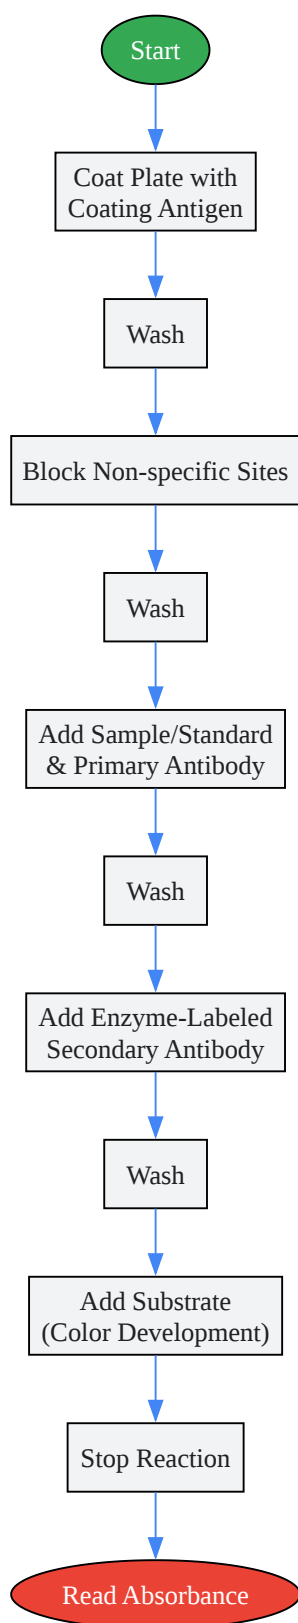 Start
Coat Plate with
Coating Antigen
Wash
Block Non-specific Sites
Wash
Add Sample/Standard
& Primary Antibody
Wash
Add Enzyme-Labeled
Secondary Antibody
Wash
Add Substrate
(Color Development)
Stop Reaction
Read Absorbance